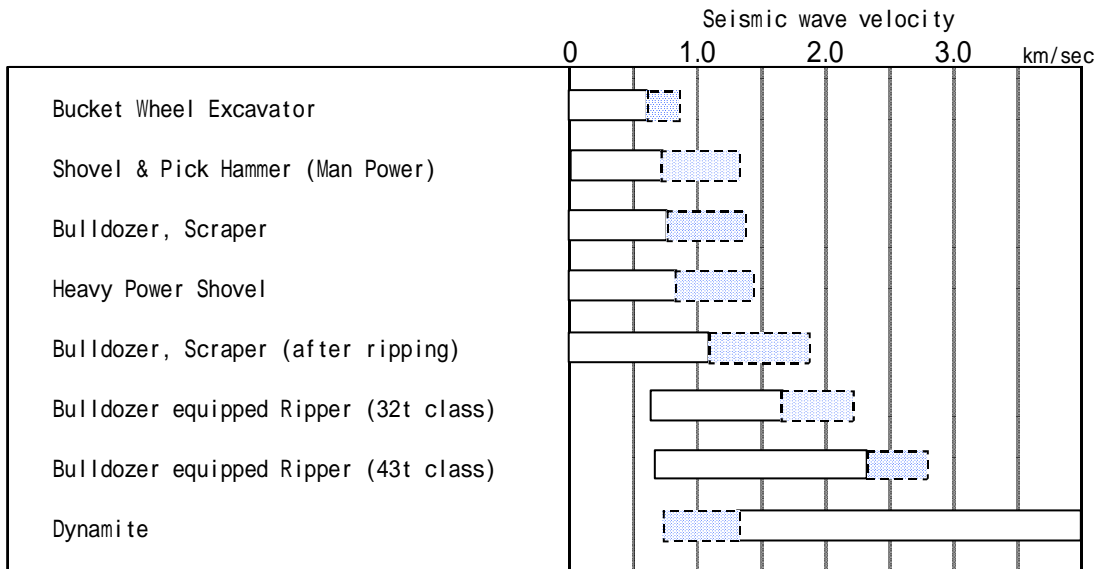 Seismic wave velocity
0 1.0 2.0 3.0 km/sec
Bucket Wheel Excavator
Shovel & Pick Hammer (Man Power)
Bulldozer, Scraper
Heavy Power Shovel
Bulldozer, Scraper (after ripping)
Bulldozer equipped Ripper (32t class)
Bulldozer equipped Ripper (43t class)
Dynamite